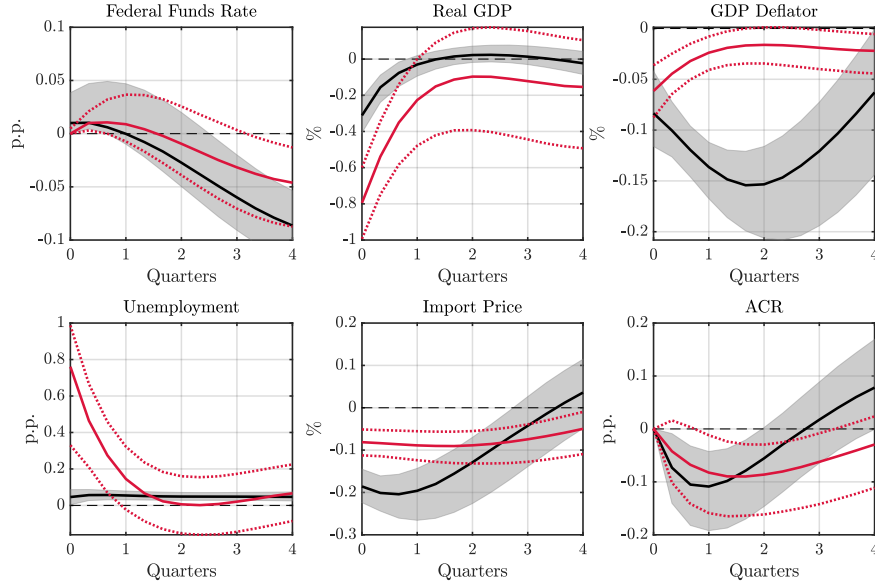 Federal Funds Rate
0.1
0.05
0
-0.05
-0.1
p.p.
0 1 2 3 4
Quarters
Real GDP
0.2
0
-0.2
-0.4
-0.6
-0.8
-1
%
0 1 2 3 4
Quarters
GDP Deflator
0
-0.05
-0.1
-0.15
-0.2
%
0 1 2 3 4
Quarters
Unemployment
1
0.8
0.6
0.4
0.2
0
p.p.
0 1 2 3 4
Quarters
Import Price
0.2
0.1
0
-0.1
-0.2
-0.3
%
0 1 2 3 4
Quarters
ACR
0.2
0.1
0
-0.1
-0.2
p.p.
0 1 2 3 4
Quarters